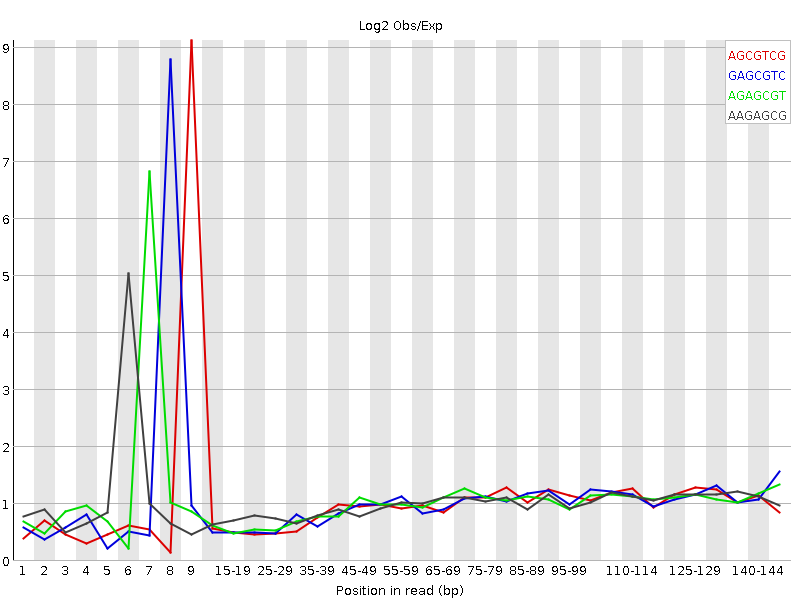 Log2 Obs/Exp
AGCGTCG
GAGCGTC
AGAGCGT
AAGAGCG
9
8
7
6
5
4
3
2
1
0
1 2 3 4 5 6 7 8 9 15-19 25-29 35-39 45-49 55-59 65-69 75-79 85-89 95-99 110-114 125-129 140-144
Position in read (bp)